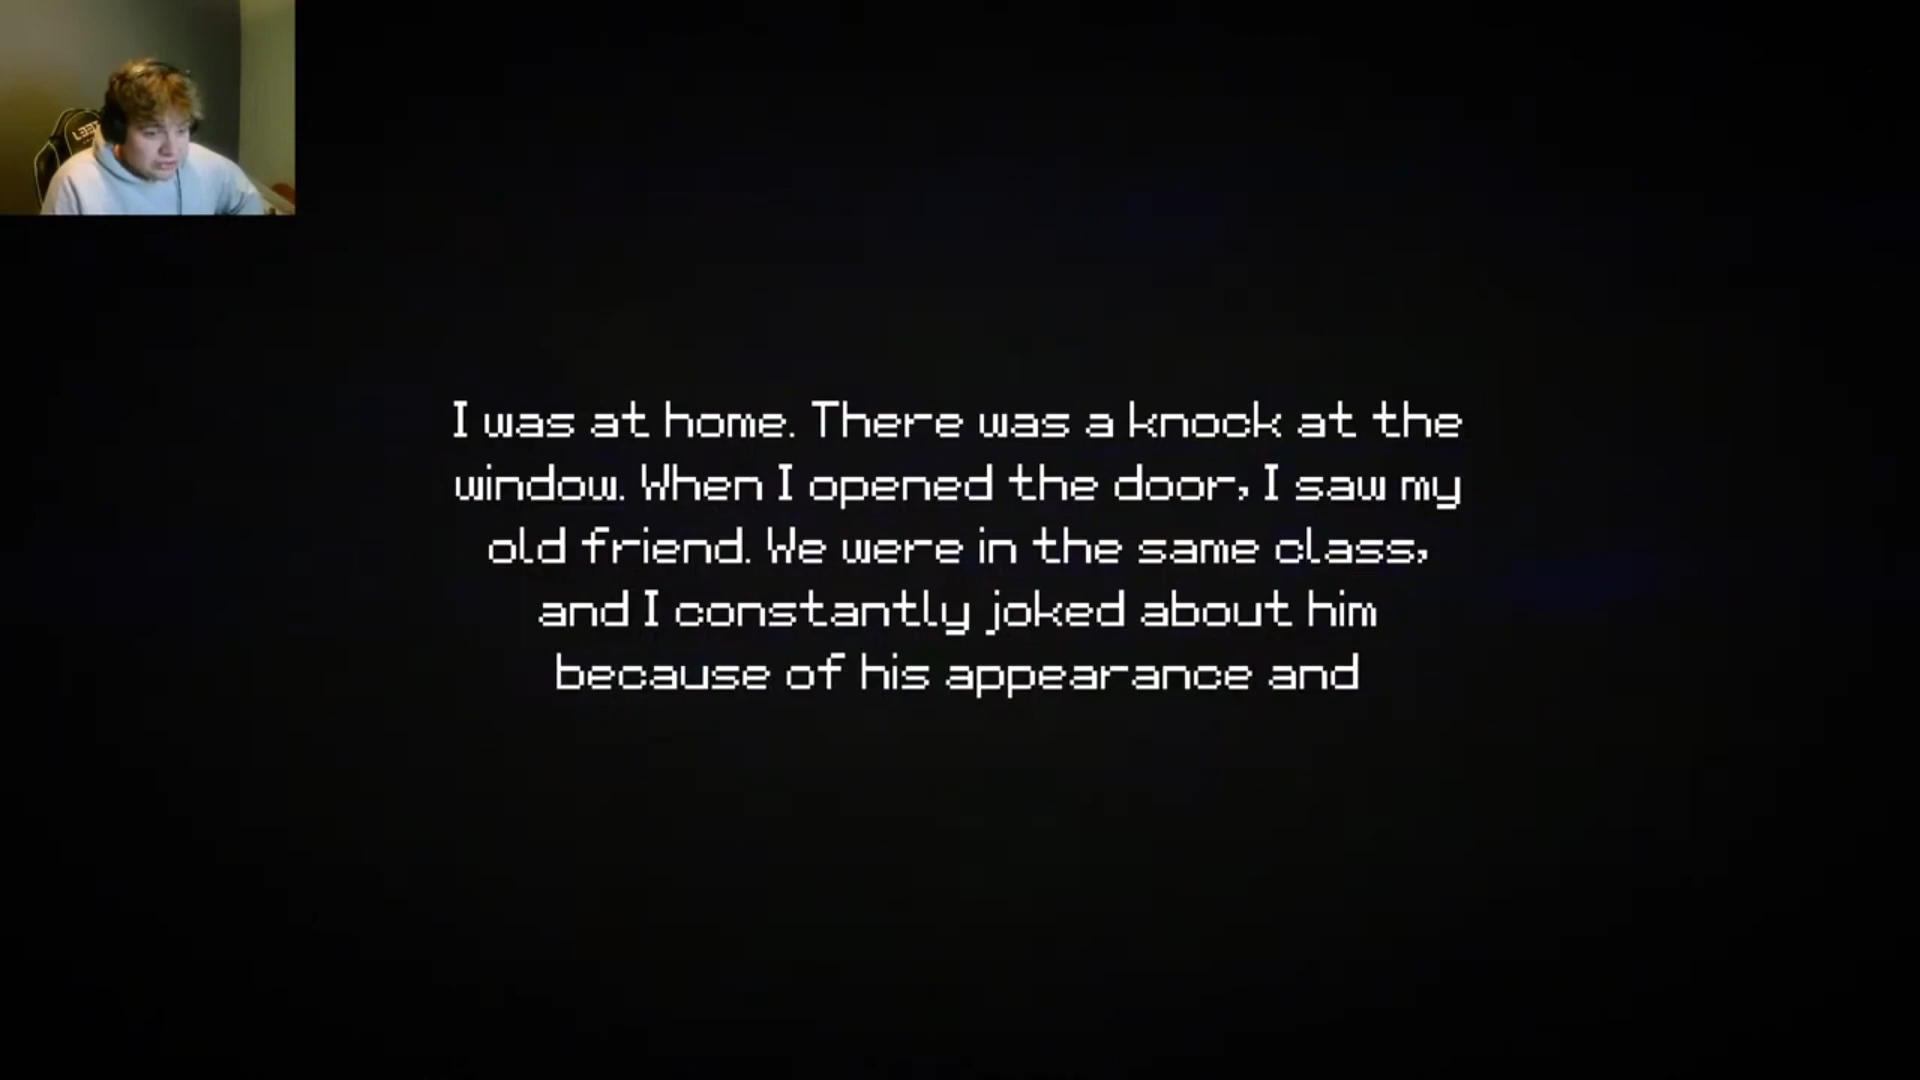 I was at home. There was a knock at the
window. When I opened the door, I saw my
old friend. We were in the same class,
and I constantly joked about him
because of his appearance and